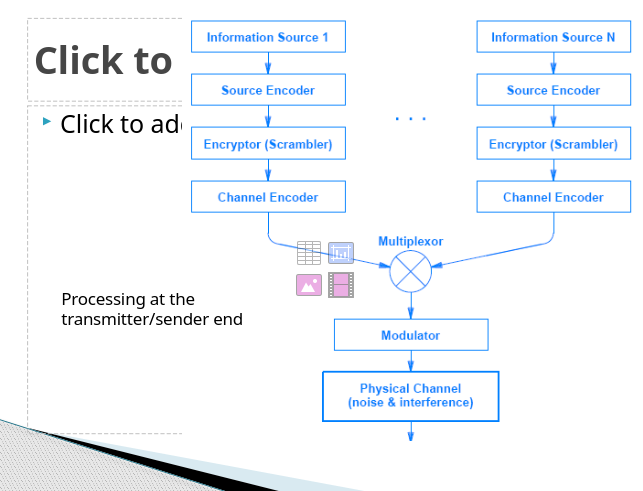 Click to
Click to ad
Information Source 1
Source Encoder
Encryptor (Scrambler)
Channel Encoder
. . .
Information Source N
Source Encoder
Encryptor (Scrambler)
Channel Encoder
Multiplexor
Modulator
Physical Channel
(noise & interference)
Processing at the
transmitter/sender end